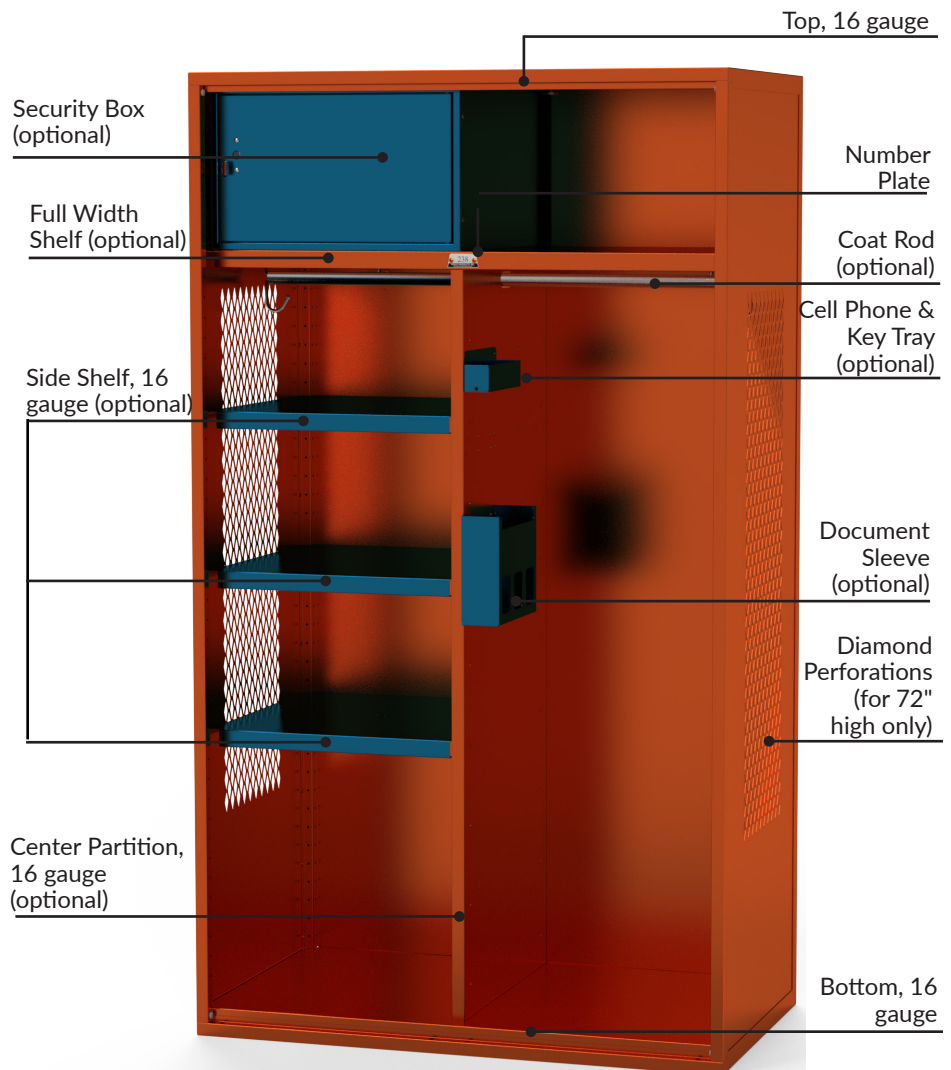 Top, 16 gauge
Security Box
(optional)
Number
Plate
Full Width
Shelf (optional)
Coat Rod
(optional)
238
Cell Phone &
Key Tray
(optional)
Side Shelf, 16
gauge (optional)
Document
Sleeve
(optional)
Diamond
Perforations
(for 72"
high only)
Center Partition,
16 gauge
(optional)
Bottom, 16
gauge